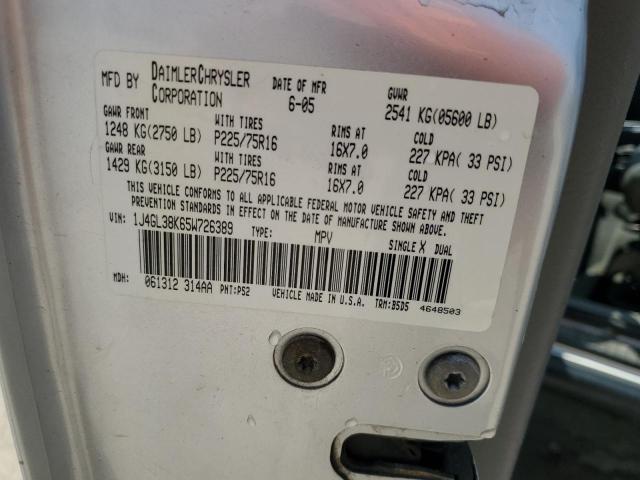 MFD BY DAIMLERCHRYSLER CORPORATION DATE OF MFR 6-05 GVWR 2541 KG(05600 LB)
GAWR FRONT WITH TIRES RIMS AT COLD
1248 KG(2750 LB) P225/75R16 16X7.0 227 KPA( 33 PSI)
GAWR REAR WITH TIRES RIMS AT COLD
1429 KG(3150 LB) P225/75R16 16X7.0 227 KPA( 33 PSI)
THIS VEHICLE CONFORMS TO ALL APPLICABLE FEDERAL MOTOR VEHICLE SAFETY AND THEFT
PREVENTION STANDARDS IN EFFECT ON THE DATE OF MANUFACTURE SHOWN ABOVE.
VIN: 1J4GL38K65W726389 TYPE: MPV SINGLE X DUAL
MDH: 061312 314AA PNT:PS2 VEHICLE MADE IN U.S.A. TRM:B5D5 4648503